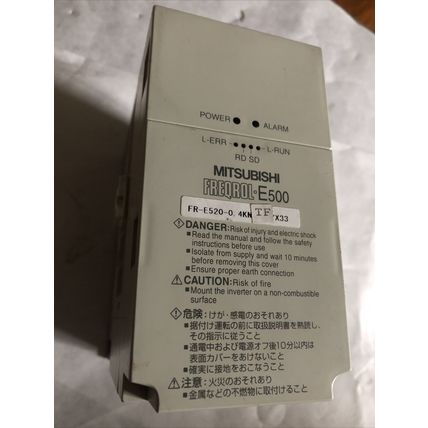 POWER ALARM
L-ERR L-RUN
RD SD
MITSUBISHI
FREQROL-E500
FR-E520-0.4KN TF X33
DANGER: Risk of injury and electric shock
■ Read the manual and follow the safety
instructions before use
■ Isolate from supply and wait 10 minutes
before removing this cover
■ Ensure proper earth connection
CAUTION: Risk of fire
■ Mount the inverter on a non-combustible
surface
危険:けが・感電のおそれあり
■ 据付け運転の前に取扱説明書を熟読し、
その指示に従うこと
■ 通電中および電源オフ後10分以内は
表面カバーをあけないこと
■ 確実に接地をおこなうこと
注意:火災のおそれあり
■ 金属などの不燃物に取付けること